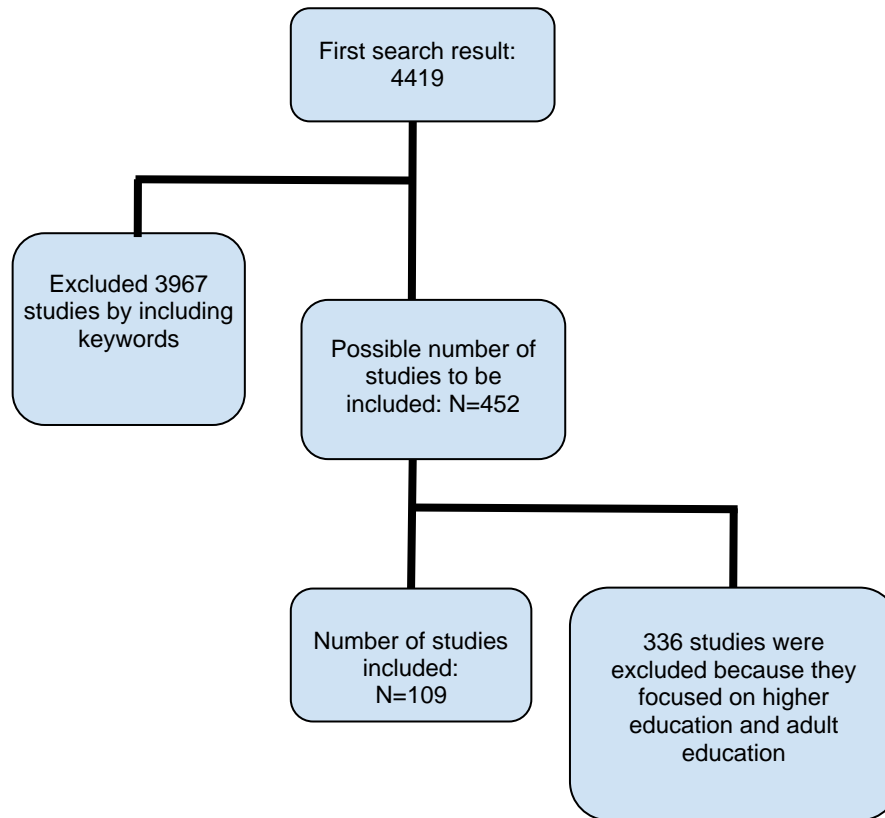 First search result:
4419
Excluded 3967
studies by including
keywords
Possible number of
studies to be
included: N=452
Number of studies
included:
N=109
336 studies were
excluded because they
focused on higher
education and adult
education